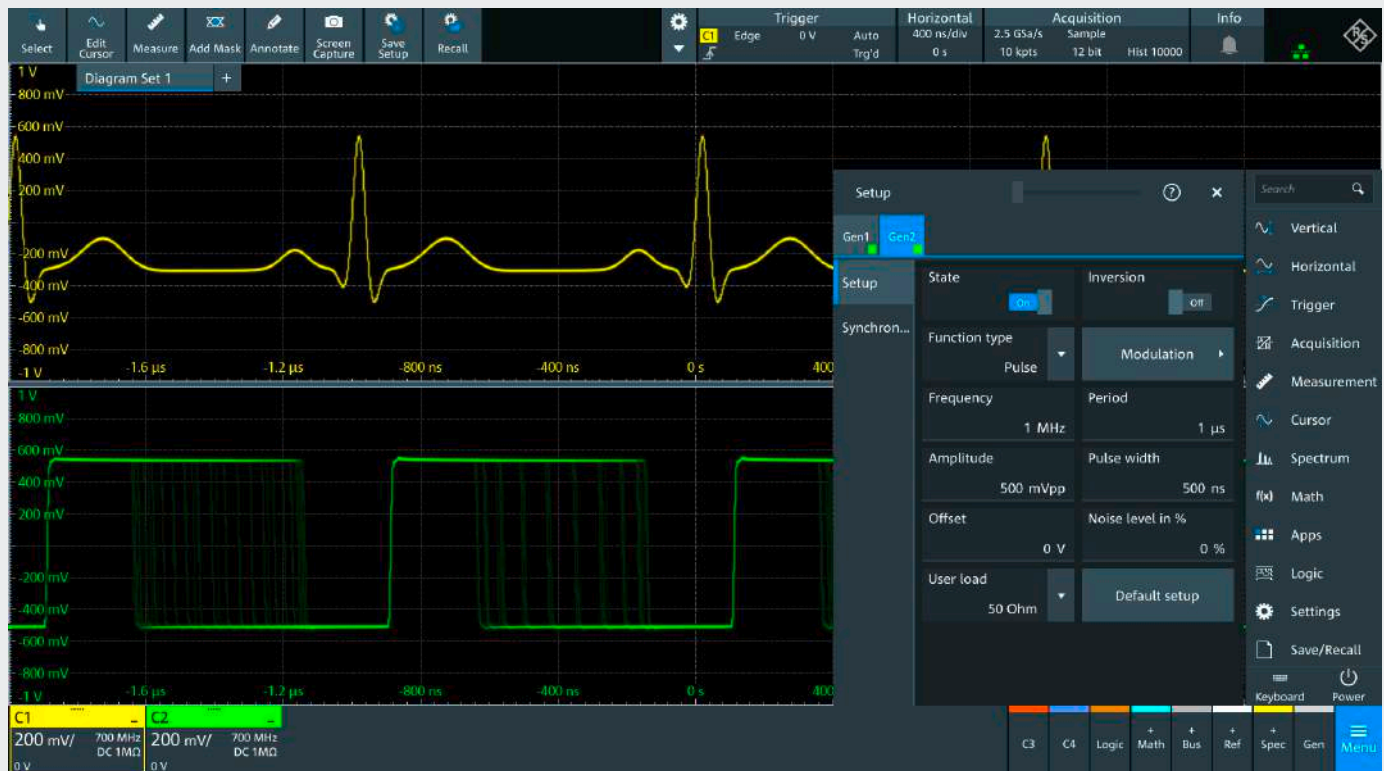 Select
Edit Cursor
Measure
Add Mask
Annotate
Screen Capture
Save Setup
Recall
Trigger
C1 Edge 0 V Auto
Trg'd
Horizontal
400 ns/div
0 s
Acquisition
2.5 GSa/s Sample
10 kpts 12 bit Hist 10000
Info
R&S
Diagram Set 1 +
1 V
800 mV
600 mV
400 mV
200 mV
-200 mV
-400 mV
-600 mV
-800 mV
-1 V
-1.6 µs -1.2 µs -800 ns -400 ns 0 s 400
1 V
800 mV
600 mV
400 mV
200 mV
-200 mV
-400 mV
-600 mV
-800 mV
-1 V
-1.6 µs -1.2 µs -800 ns -400 ns 0 s 400
Setup
Gen1 Gen2
Setup
Synchron...
State
On
Inversion
Off
Function type
Pulse
Modulation
Frequency
1 MHz
Period
1 µs
Amplitude
500 mVpp
Pulse width
500 ns
Offset
0 V
Noise level in %
0 %
User load
50 Ohm
Default setup
Search
Vertical
Horizontal
Trigger
Acquisition
Measurement
Cursor
Spectrum
f(x) Math
Apps
Logic
Settings
Save/Recall
Keyboard Power
C1
200 mV/ 700 MHz
DC 1MΩ
0 V
C2
200 mV/ 700 MHz
DC 1MΩ
0 V
C3
C4
Logic
+ Math
+ Bus
+ Ref
+ Spec
Gen
Menu